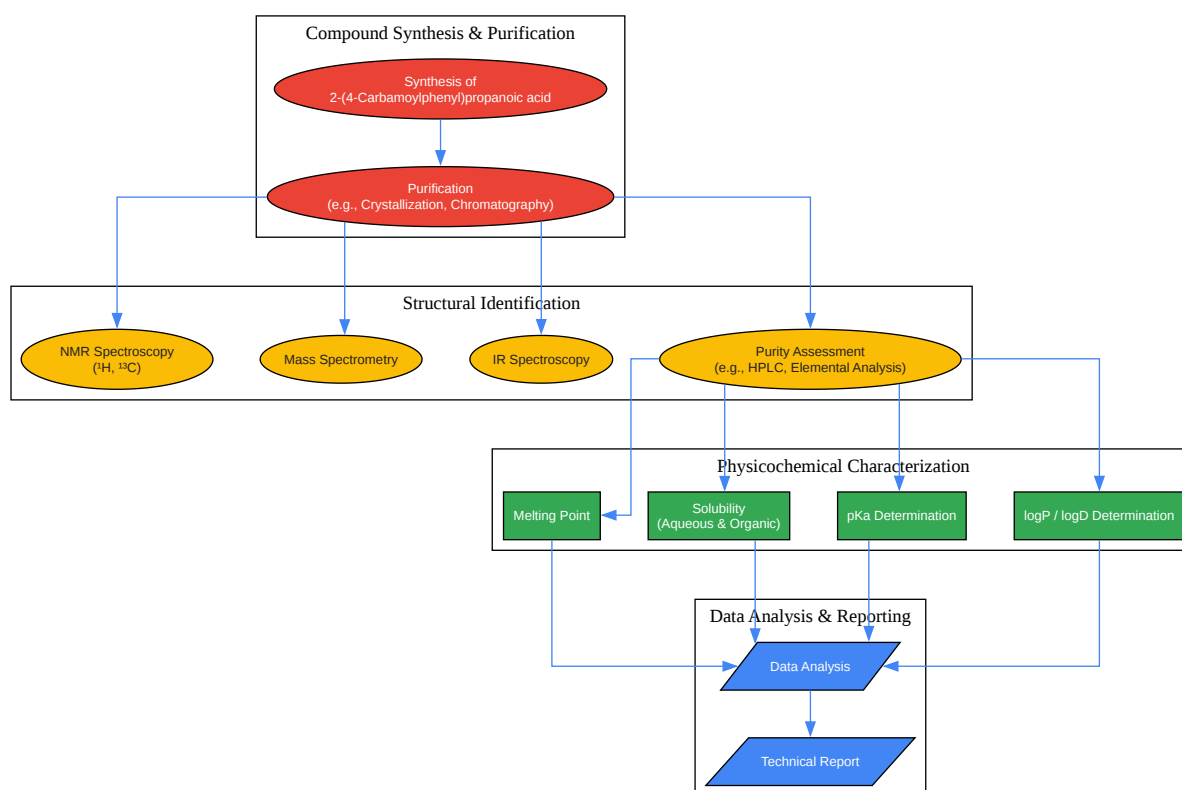 Compound Synthesis & Purification
Synthesis of
2-(4-Carbamoylphenyl)propanoic acid
Purification
(e.g., Crystallization, Chromatography)
Structural Identification
NMR Spectroscopy
(¹H, ¹³C)
Mass Spectrometry
IR Spectroscopy
Purity Assessment
(e.g., HPLC, Elemental Analysis)
Physicochemical Characterization
Melting Point
Solubility
(Aqueous & Organic)
pKa Determination
logP / logD Determination
Data Analysis & Reporting
Data Analysis
Technical Report